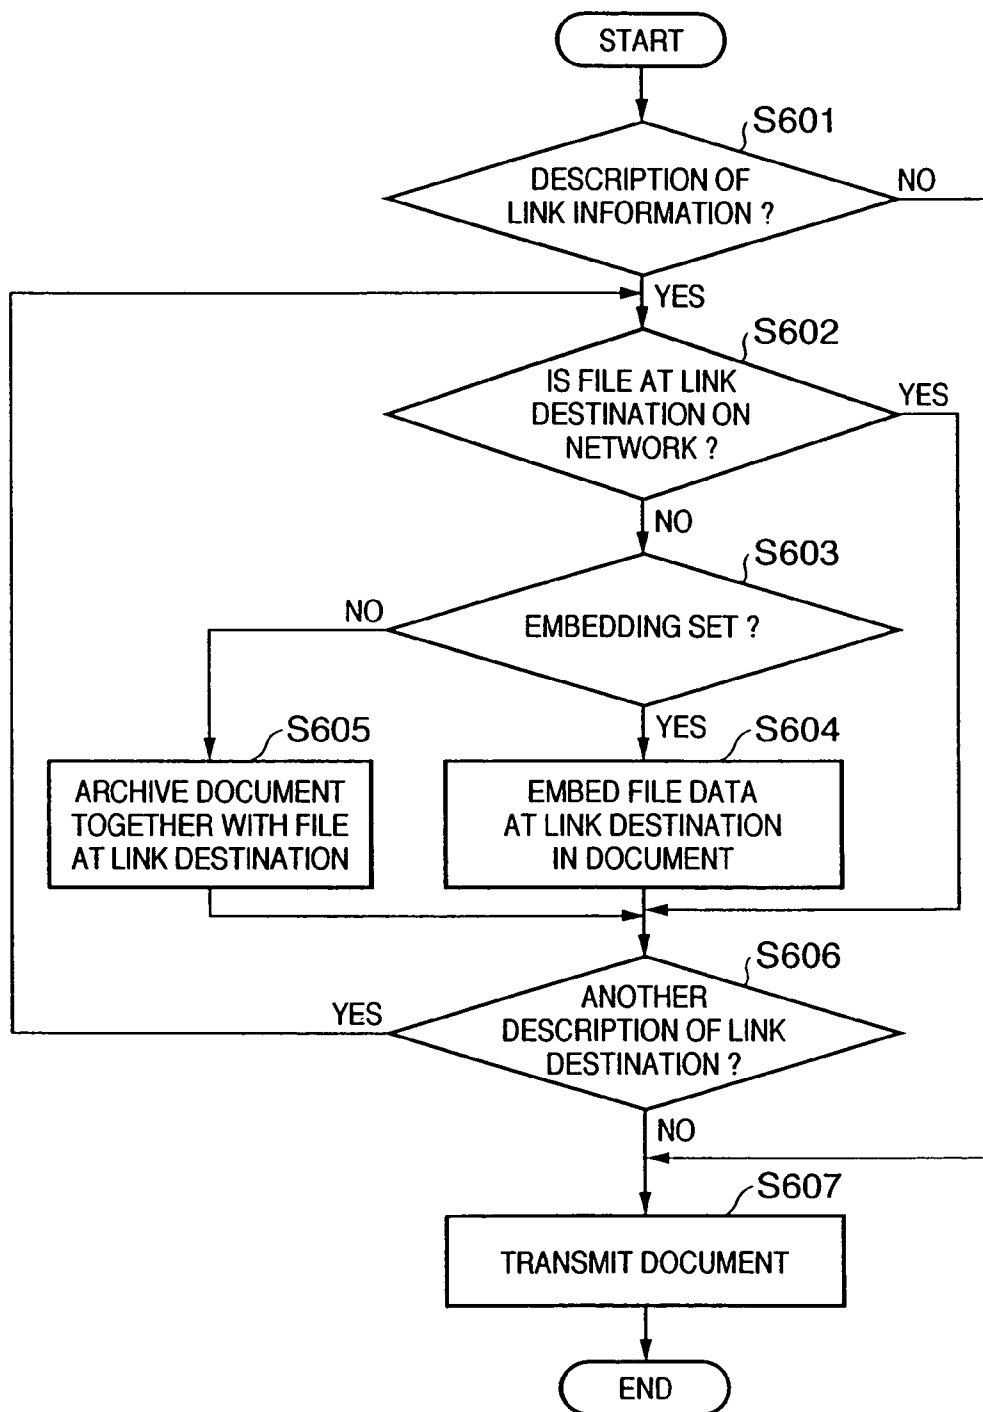 START
S601
DESCRIPTION OF
LINK INFORMATION ?
NO
YES
S602
IS FILE AT LINK
DESTINATION ON
NETWORK ?
YES
NO
S603
EMBEDDING SET ?
NO
YES
S605
ARCHIVE DOCUMENT
TOGETHER WITH FILE
AT LINK DESTINATION
S604
EMBED FILE DATA
AT LINK DESTINATION
IN DOCUMENT
S606
ANOTHER
DESCRIPTION OF LINK
DESTINATION ?
YES
NO
S607
TRANSMIT DOCUMENT
END